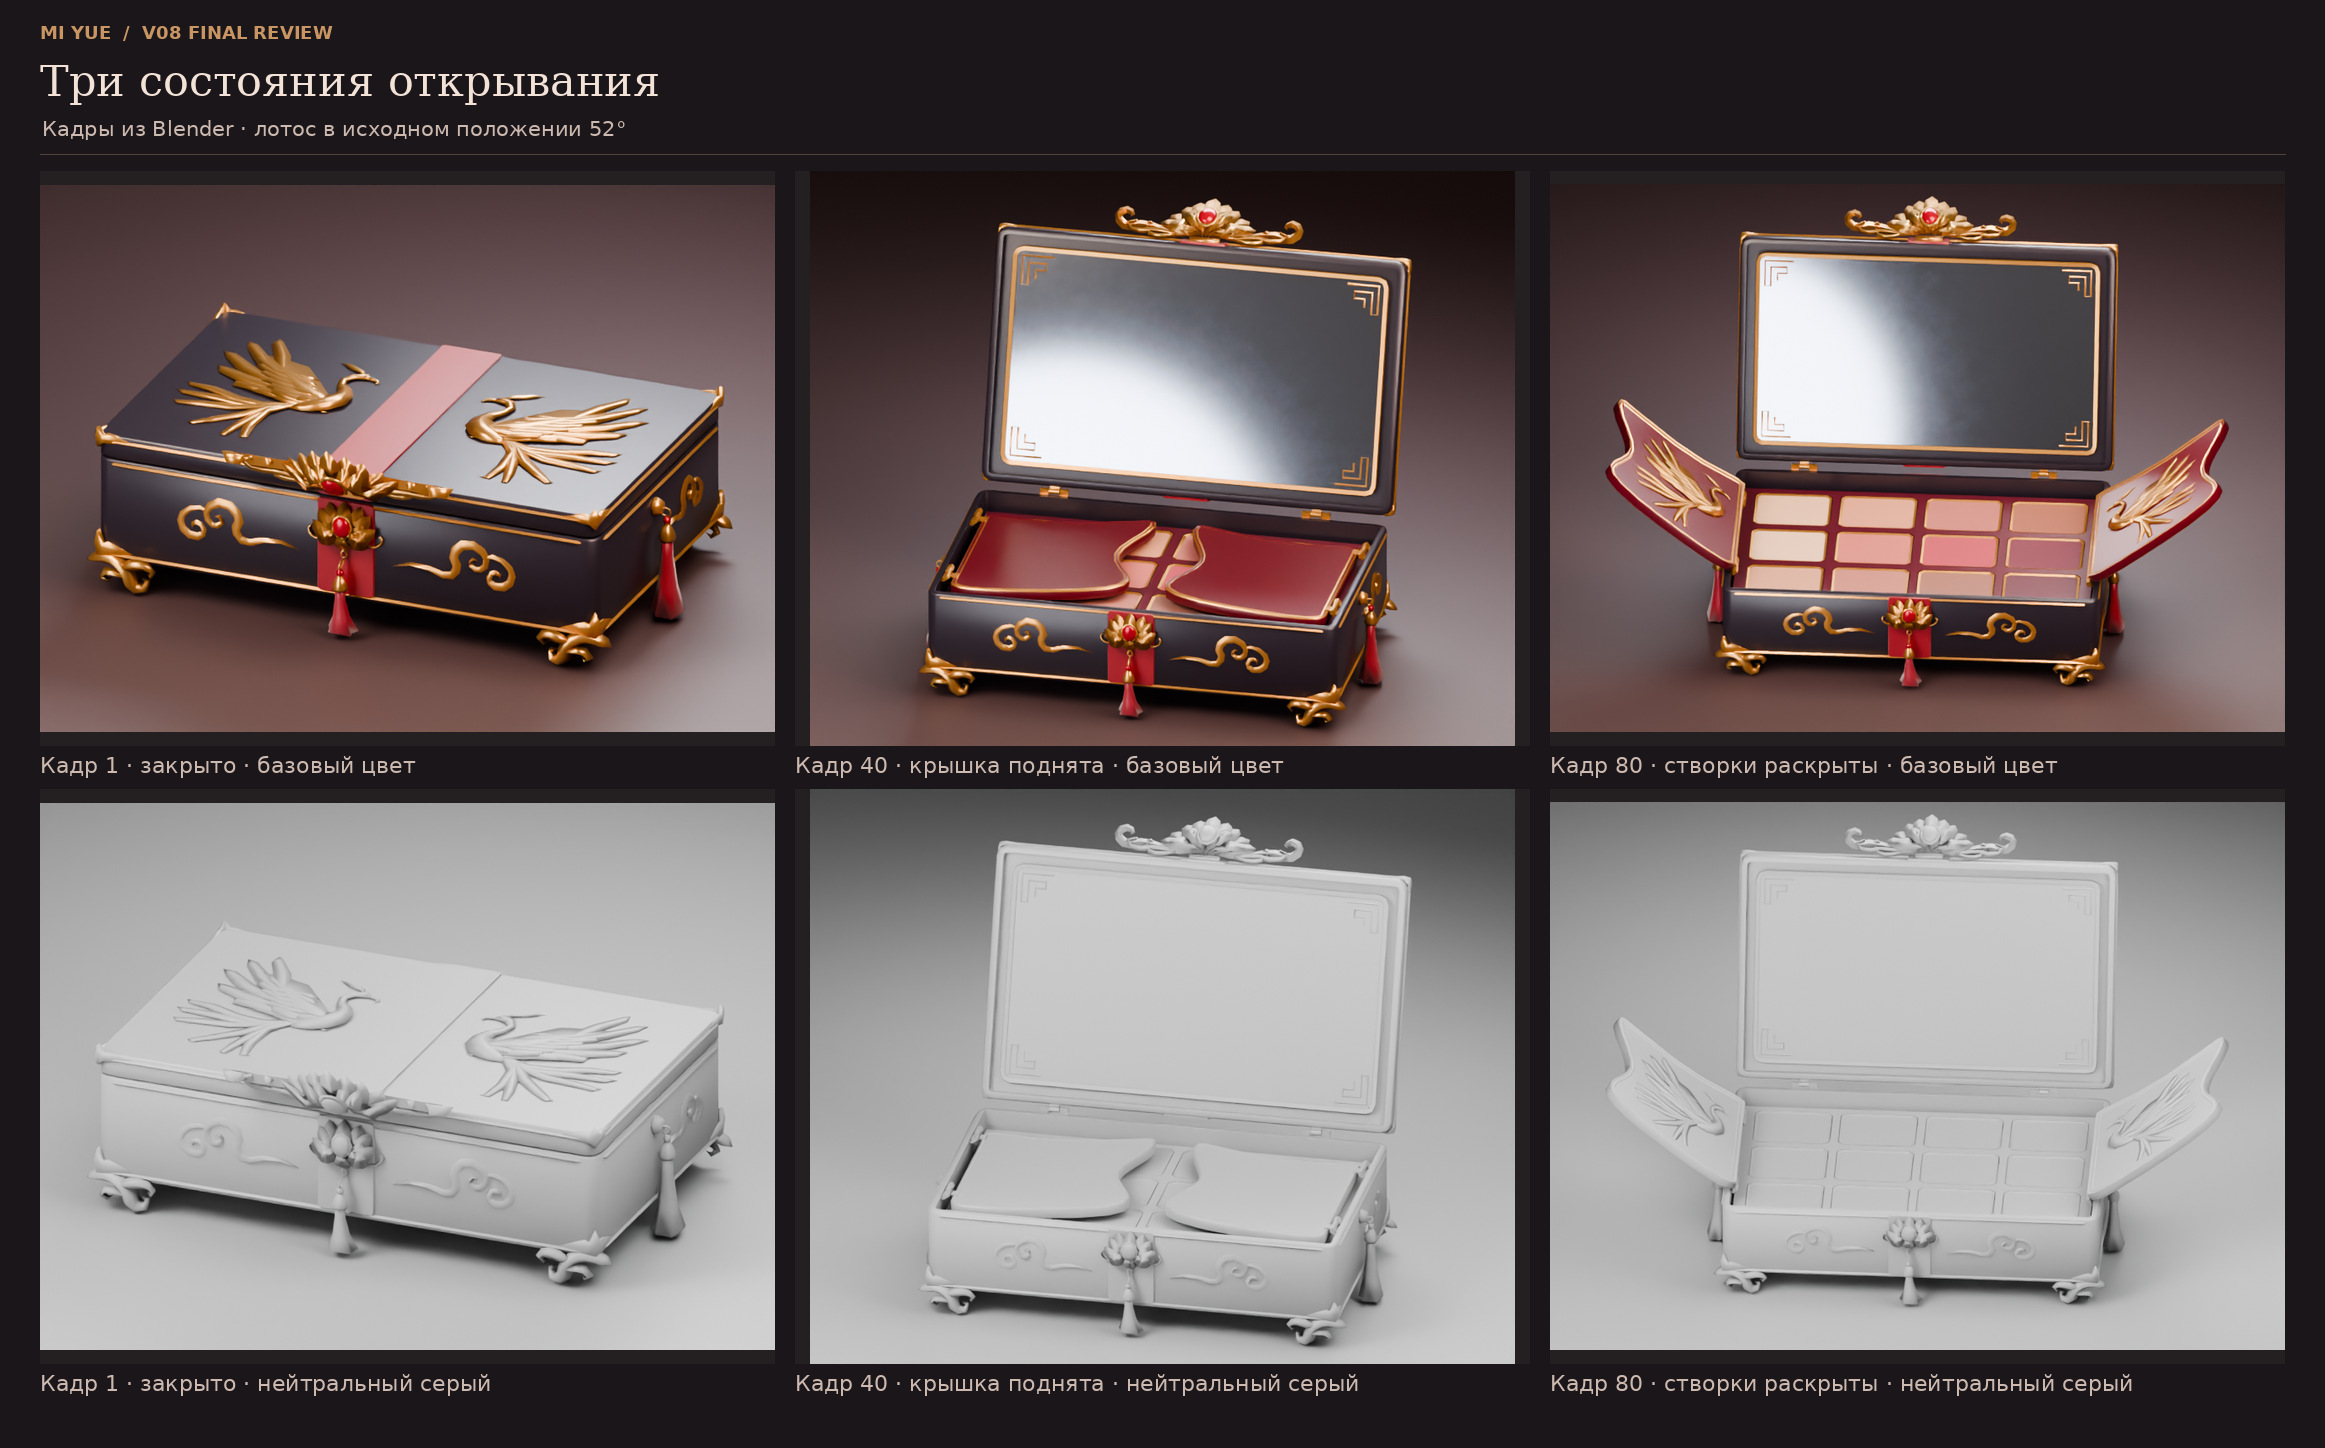 MI YUE / V08 FINAL REVIEW
Три состояния открывания
Кадры из Blender · лотос в исходном положении 52°
Кадр 1 · закрыто · базовый цвет
Кадр 40 · крышка поднята · базовый цвет
Кадр 80 · створки раскрыты · базовый цвет
Кадр 1 · закрыто · нейтральный серый
Кадр 40 · крышка поднята · нейтральный серый
Кадр 80 · створки раскрыты · нейтральный серый